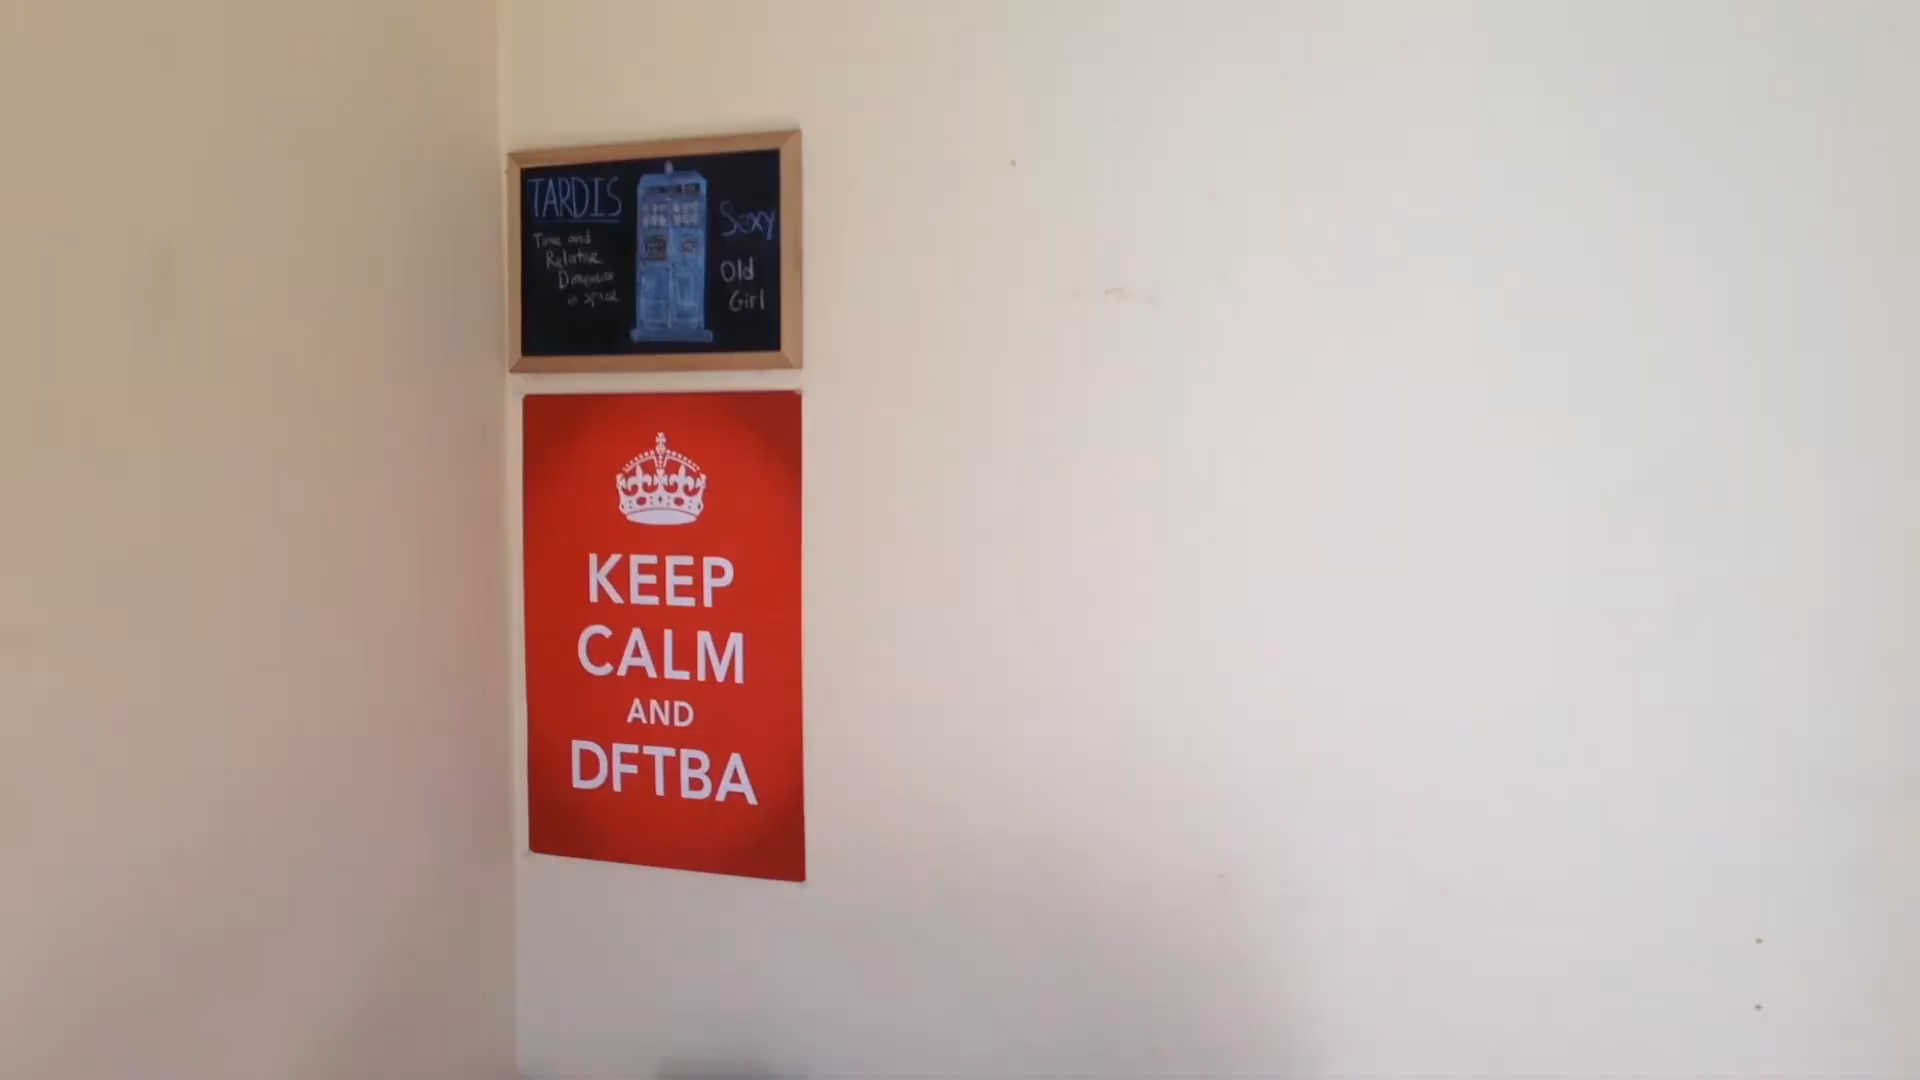 TARDIS
Time and
Relative
Dimension
in space
Sexy
Old
Girl
KEEP
CALM
AND
DFTBA